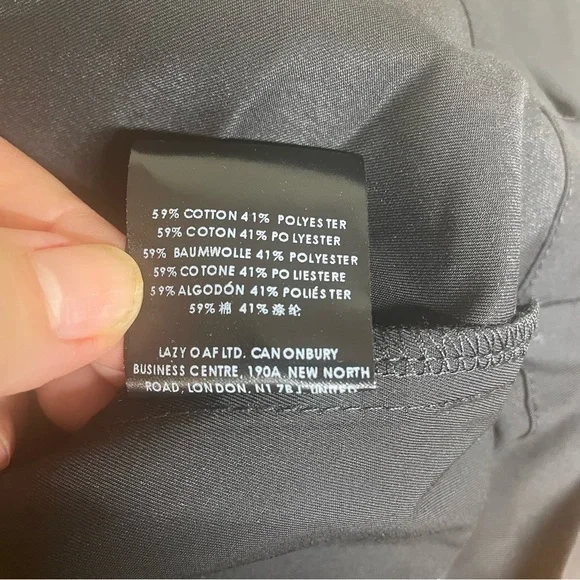 59% COTTON 41% POLYESTER
59% COTON 41% POLYESTER
59% BAUMWOLLE 41% POLYESTER
59% COTONE 41% POLIESTERE
59% ALGODÓN 41% POLIÉSTER
59% 棉 41% 涤纶
LAZY OAF LTD. CANONBURY
BUSINESS CENTRE, 190A, NEW NORTH
ROAD, LONDON, N1 7BJ, UNITED